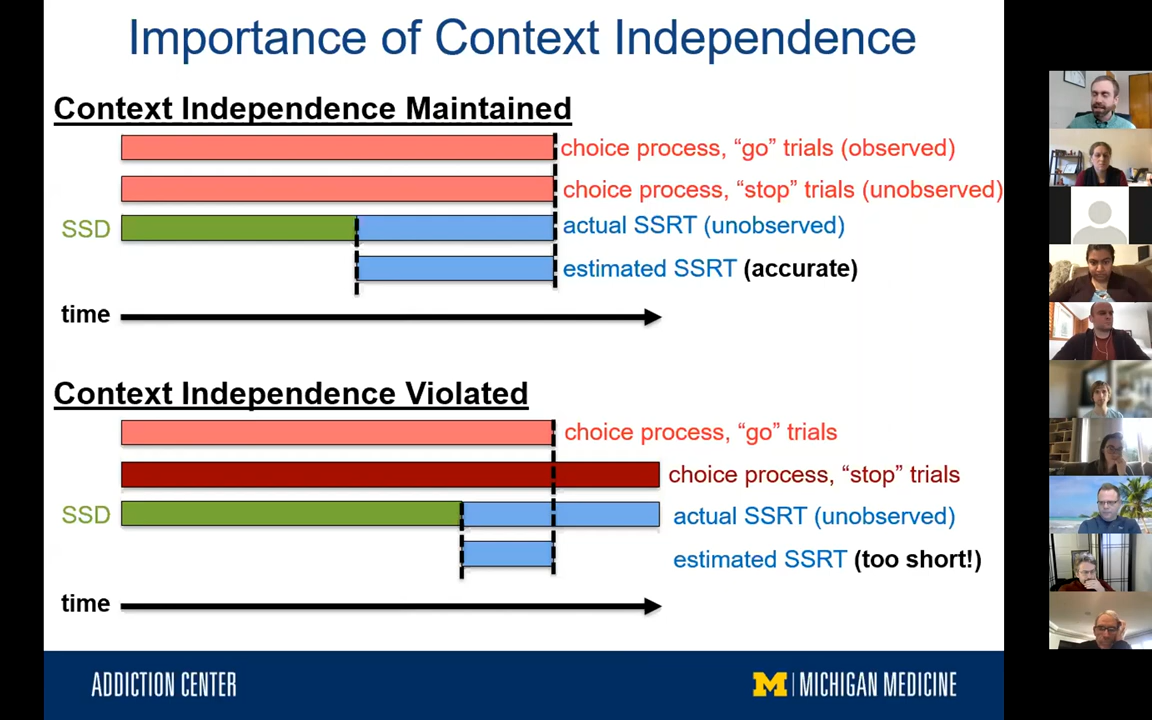 Importance of Context Independence
Context Independence Maintained
choice process, “go” trials (observed)
choice process, “stop” trials (unobserved)
SSD
actual SSRT (unobserved)
estimated SSRT (accurate)
time
Context Independence Violated
choice process, “go” trials
choice process, “stop” trials
SSD
actual SSRT (unobserved)
estimated SSRT (too short!)
time
ADDICTION CENTER
M | MICHIGAN MEDICINE